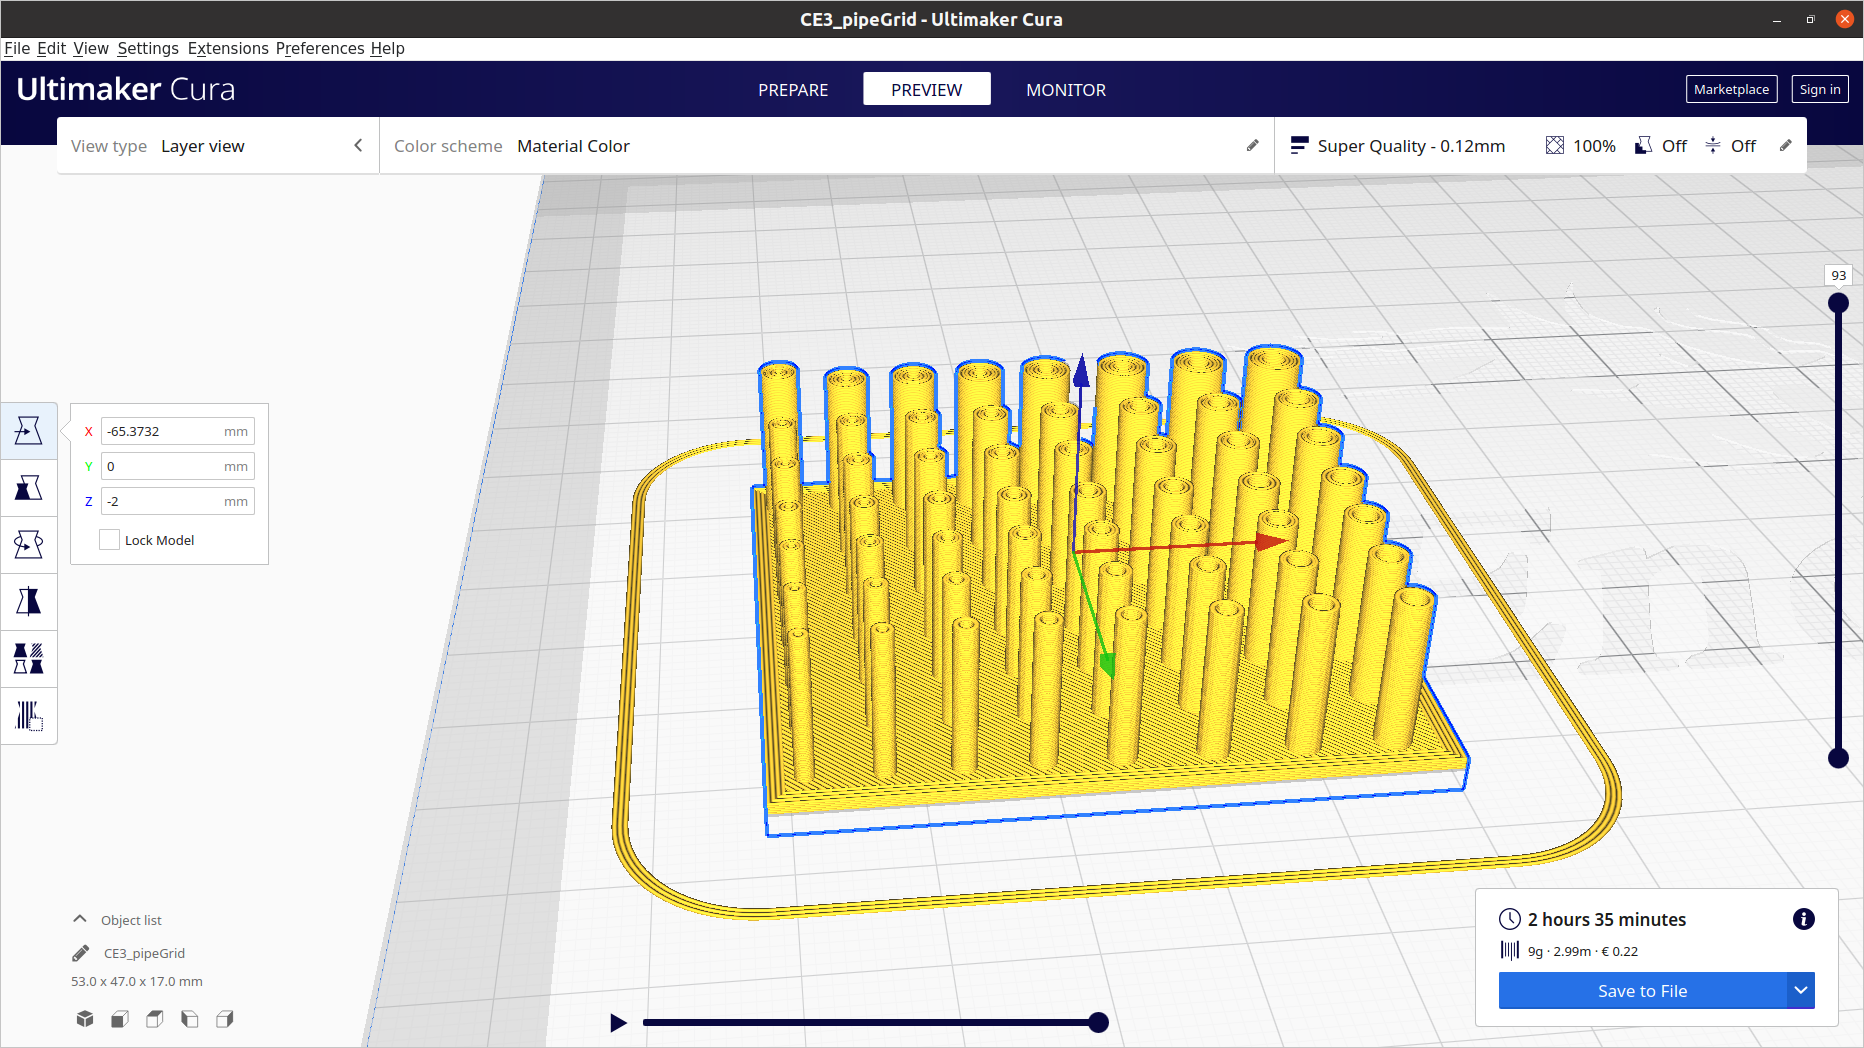 CE3_pipeGrid - Ultimaker Cura
File Edit View Settings Extensions Preferences Help
Ultimaker Cura
PREPARE PREVIEW MONITOR
Marketplace Sign in
View type Layer view
Color scheme Material Color
Super Quality - 0.12mm 100% Off Off
93
X -65.3732 mm
Y 0 mm
Z -2 mm
Lock Model
Object list
CE3_pipeGrid
53.0 x 47.0 x 17.0 mm
2 hours 35 minutes
9g · 2.99m · € 0.22
Save to File